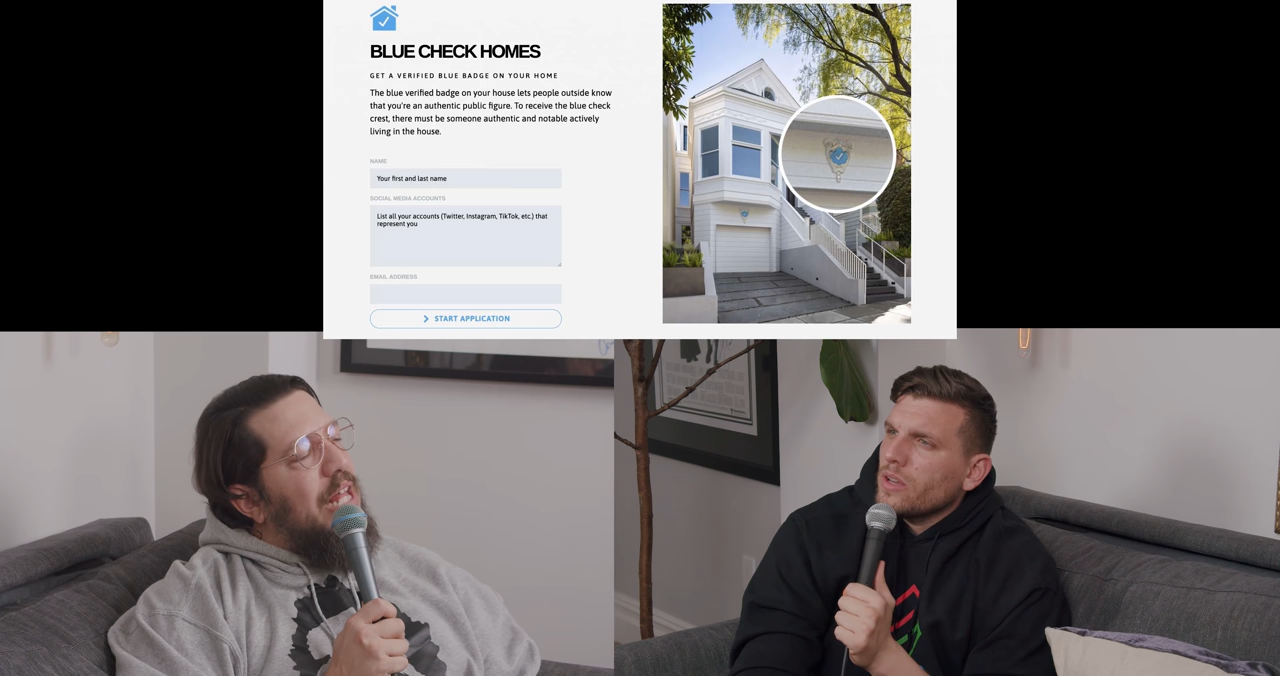 BLUE CHECK HOMES
GET A VERIFIED BLUE BADGE ON YOUR HOME
The blue verified badge on your house lets people outside know
that you're an authentic public figure. To receive the blue check
crest, there must be someone authentic and notable actively
living in the house.
NAME
Your first and last name
SOCIAL MEDIA ACCOUNTS
List all your accounts (Twitter, Instagram, TikTok, etc.) that
represent you
EMAIL ADDRESS
START APPLICATION